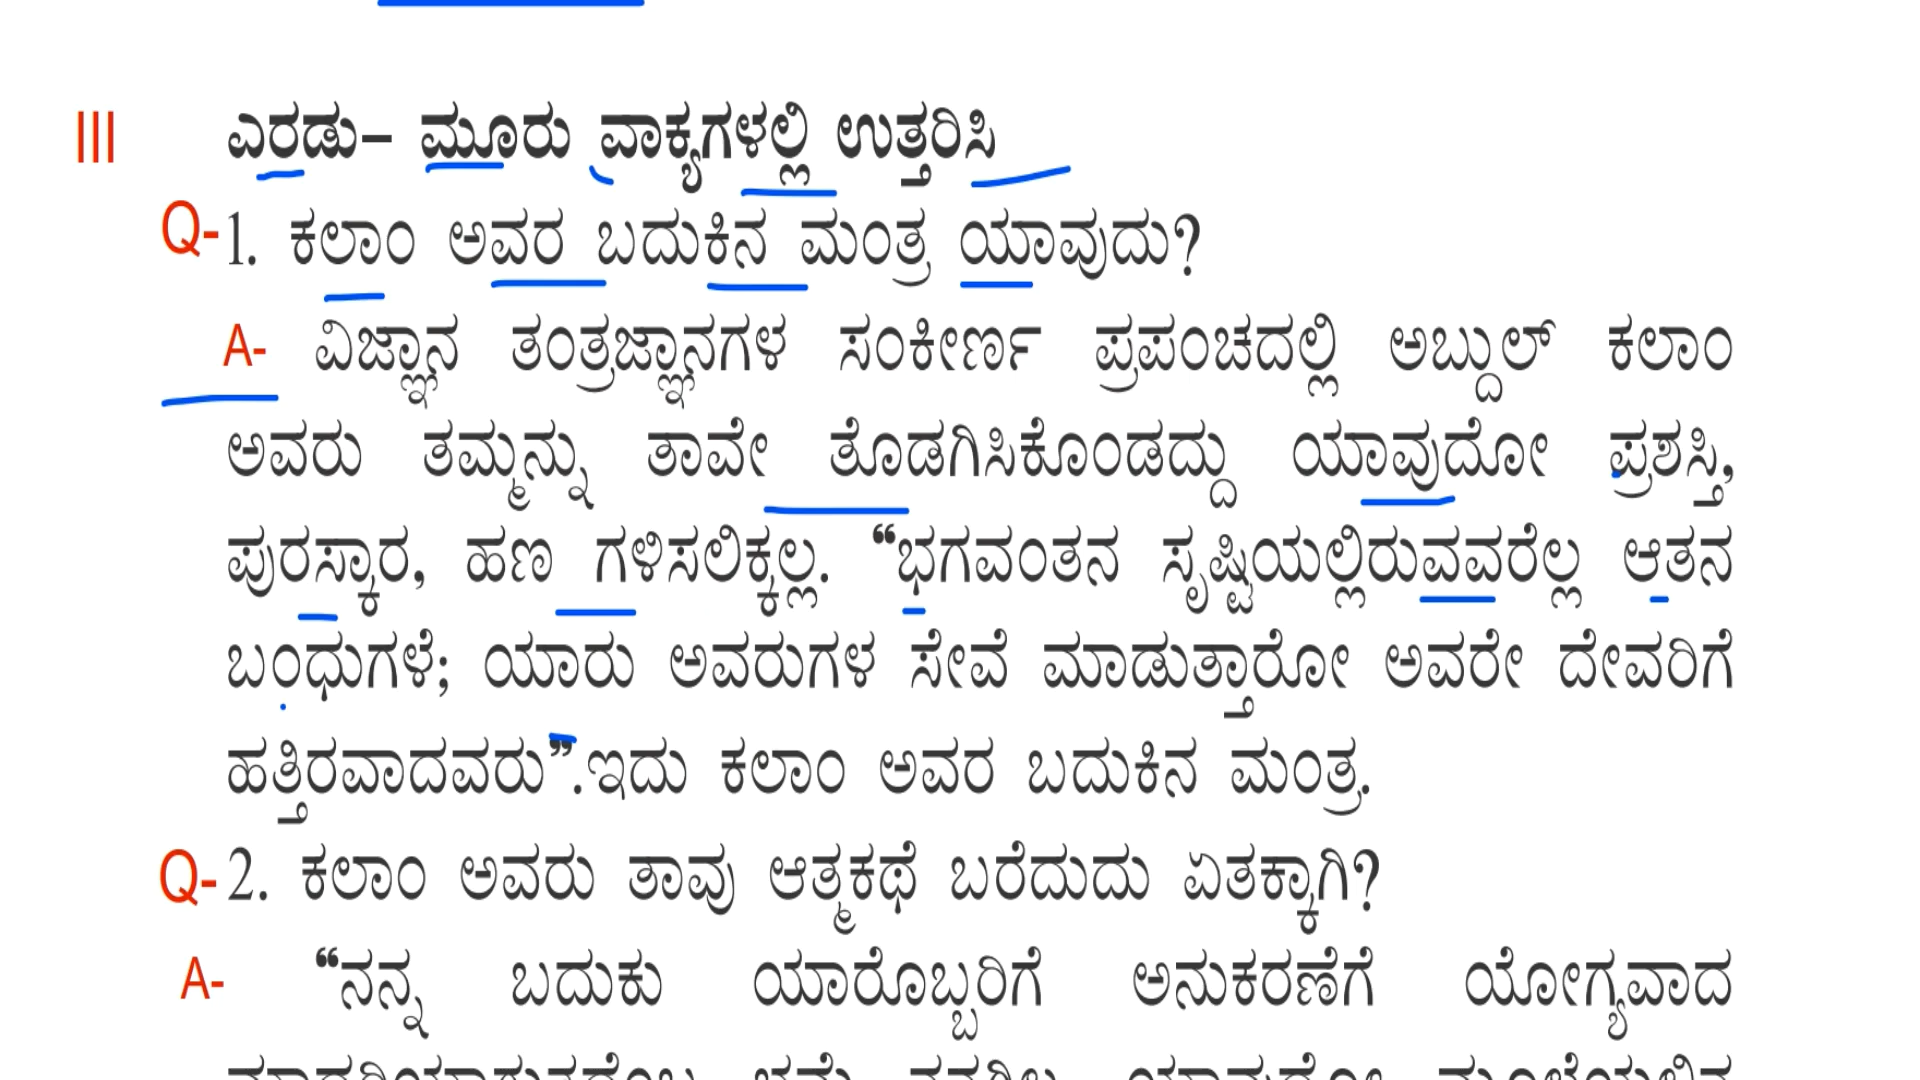 III ಎರಡು– ಮೂರು ವಾಕ್ಯಗಳಲ್ಲಿ ಉತ್ತರಿಸಿ
Q-1. ಕಲಾಂ ಅವರ ಬದುಕಿನ ಮಂತ್ರ ಯಾವುದು?
A- ವಿಜ್ಞಾನ ತಂತ್ರಜ್ಞಾನಗಳ ಸಂಕೀರ್ಣ ಪ್ರಪಂಚದಲ್ಲಿ ಅಬ್ದುಲ್ ಕಲಾಂ
ಅವರು ತಮ್ಮನ್ನು ತಾವೇ ತೊಡಗಿಸಿಕೊಂಡದ್ದು ಯಾವುದೋ ಪ್ರಶಸ್ತಿ,
ಪುರಸ್ಕಾರ, ಹಣ ಗಳಿಸಲಿಕ್ಕಲ್ಲ. “ಭಗವಂತನ ಸೃಷ್ಟಿಯಲ್ಲಿರುವವರೆಲ್ಲ ಆತನ
ಬಂಧುಗಳೆ; ಯಾರು ಅವರುಗಳ ಸೇವೆ ಮಾಡುತ್ತಾರೋ ಅವರೇ ದೇವರಿಗೆ
ಹತ್ತಿರವಾದವರು”.ಇದು ಕಲಾಂ ಅವರ ಬದುಕಿನ ಮಂತ್ರ.
Q-2. ಕಲಾಂ ಅವರು ತಾವು ಆತ್ಮಕಥೆ ಬರೆದುದು ಏತಕ್ಕಾಗಿ?
A- “ನನ್ನ ಬದುಕು ಯಾರೊಬ್ಬರಿಗೆ ಅನುಕರಣೆಗೆ ಯೋಗ್ಯವಾದ